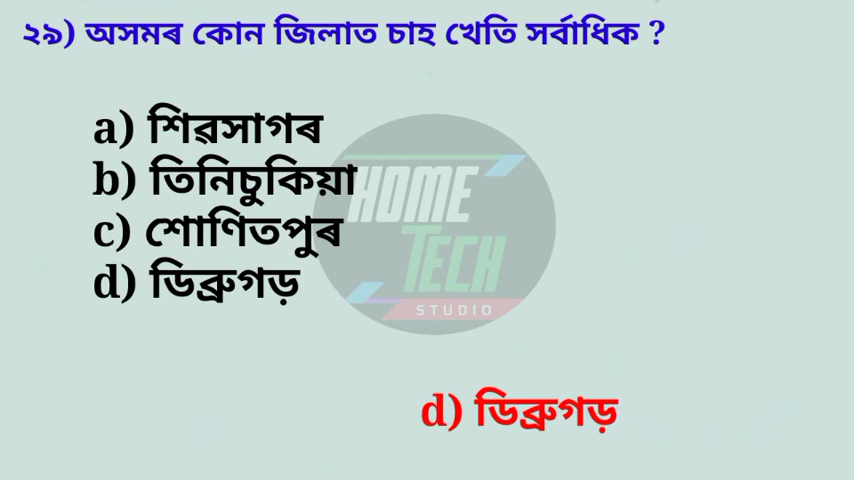 ২৯) অসমৰ কোন জিলাত চাহ খেতি সৰ্বাধিক ?
a) শিৱসাগৰ
b) তিনিচুকিয়া
c) শোণিতপুৰ
d) ডিব্ৰুগড়
HOME
TECH
STUDIO
d) ডিব্ৰুগড়